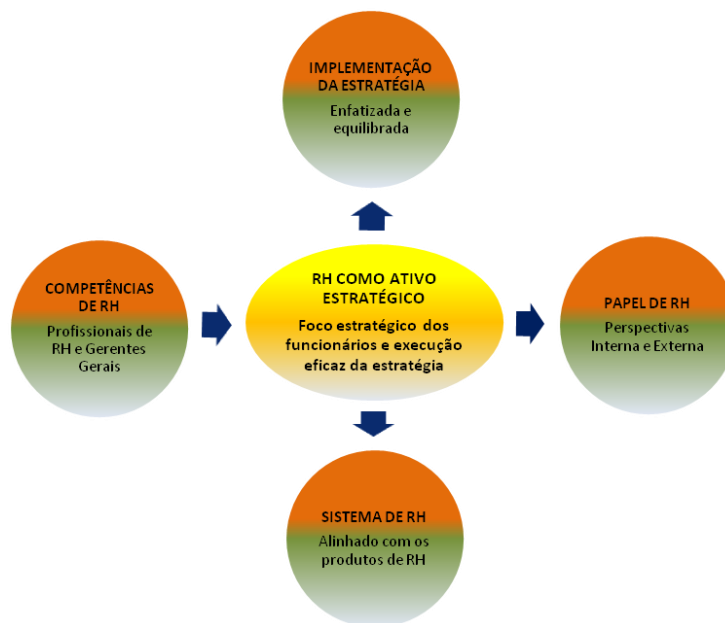 IMPLEMENTAÇÃO
DA ESTRATÉGIA
Enfatizada e
equilibrada
COMPETÊNCIAS
DE RH
Profissionais de
RH e Gerentes
Gerais
RH COMO ATIVO
ESTRATÉGICO
Foco estratégico dos
funcionários e execução
eficaz da estratégia
PAPEL DE RH
Perspectivas
Interna e Externa
SISTEMA DE RH
Alinhado com os
produtos de RH